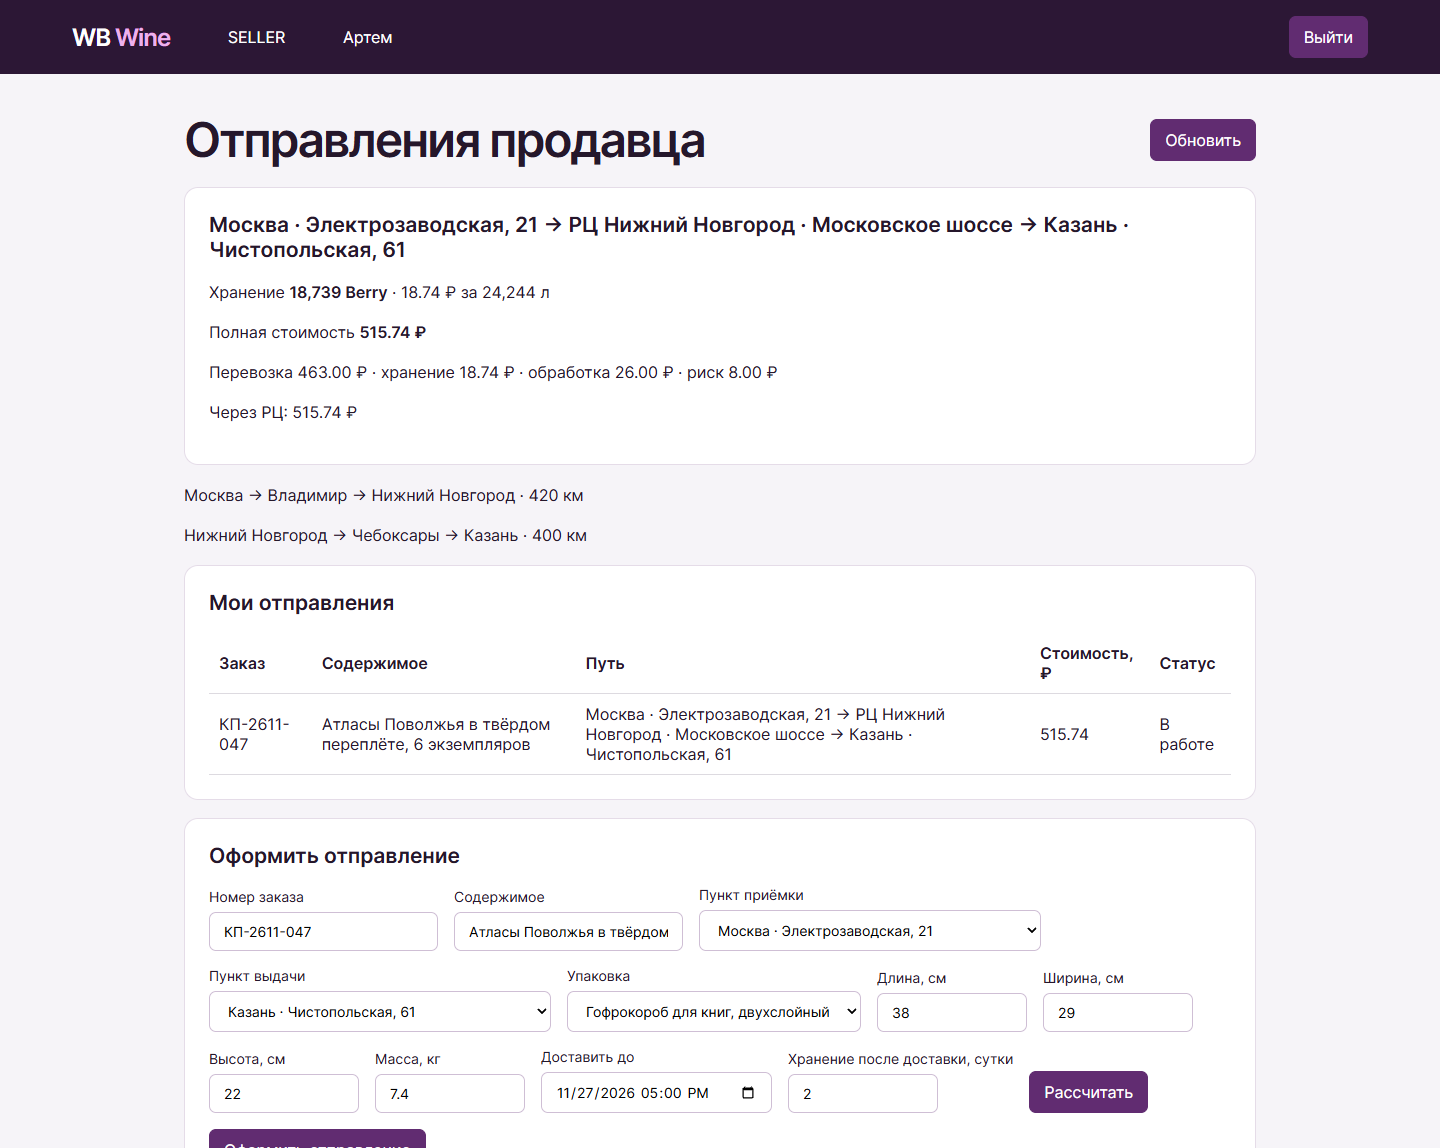 WB Wine
SELLER
Артем
Выйти
Отправления продавца
Обновить
Москва · Электрозаводская, 21 → РЦ Нижний Новгород · Московское шоссе → Казань ·
Чистопольская, 61
Хранение 18,739 Berry · 18.74 ₽ за 24,244 л
Полная стоимость 515.74 ₽
Перевозка 463.00 ₽ · хранение 18.74 ₽ · обработка 26.00 ₽ · риск 8.00 ₽
Через РЦ: 515.74 ₽
Москва → Владимир → Нижний Новгород · 420 км
Нижний Новгород → Чебоксары → Казань · 400 км
Мои отправления
Заказ
Содержимое
Путь
Стоимость,
₽
Статус
КП-2611-
047
Атласы Поволжья в твёрдом
переплёте, 6 экземпляров
Москва · Электрозаводская, 21 → РЦ Нижний
Новгород · Московское шоссе → Казань ·
Чистопольская, 61
515.74
В
работе
Оформить отправление
Номер заказа
Содержимое
Пункт приёмки
КП-2611-047
Атласы Поволжья в твёрдом
Москва · Электрозаводская, 21
Пункт выдачи
Упаковка
Длина, см
Ширина, см
Казань · Чистопольская, 61
Гофрокороб для книг, двухслойный
38
29
Высота, см
Масса, кг
Доставить до
Хранение после доставки, сутки
22
7.4
11/27/2026 05:00 PM
2
Рассчитать
Оформить отправление